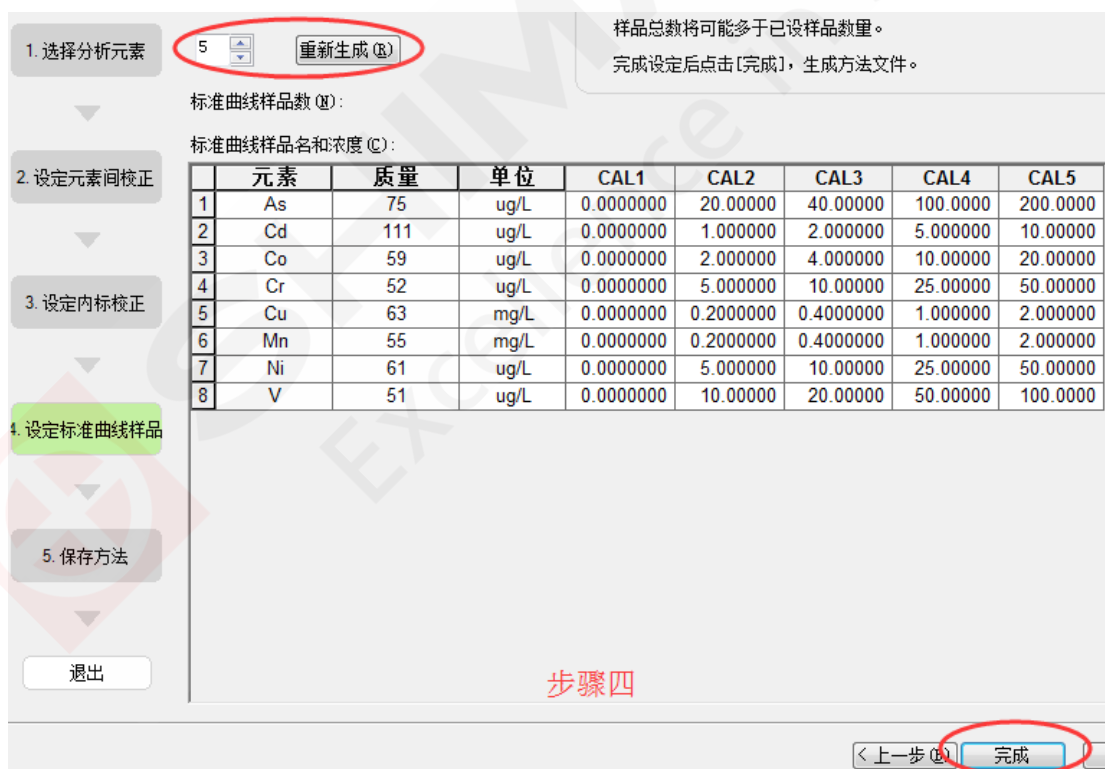 样品总数将可能多于已设样品数量。
完成设定后点击[完成]，生成方法文件。
1. 选择分析元素
2. 设定元素间校正
3. 设定内标校正
4. 设定标准曲线样品
5. 保存方法
退出
5 重新生成(R)
标准曲线样品数(N):
标准曲线样品名和浓度(C):
元素 质量 单位 CAL1 CAL2 CAL3 CAL4 CAL5
1 As 75 ug/L 0.0000000 20.00000 40.00000 100.0000 200.0000
2 Cd 111 ug/L 0.0000000 1.000000 2.000000 5.000000 10.00000
3 Co 59 ug/L 0.0000000 2.000000 4.000000 10.00000 20.00000
4 Cr 52 ug/L 0.0000000 5.000000 10.00000 25.00000 50.00000
5 Cu 63 mg/L 0.0000000 0.2000000 0.4000000 1.000000 2.000000
6 Mn 55 mg/L 0.0000000 0.2000000 0.4000000 1.000000 2.000000
7 Ni 61 ug/L 0.0000000 5.000000 10.00000 25.00000 50.00000
8 V 51 ug/L 0.0000000 10.00000 20.00000 50.00000 100.0000
步骤四
<上一步(B) 完成